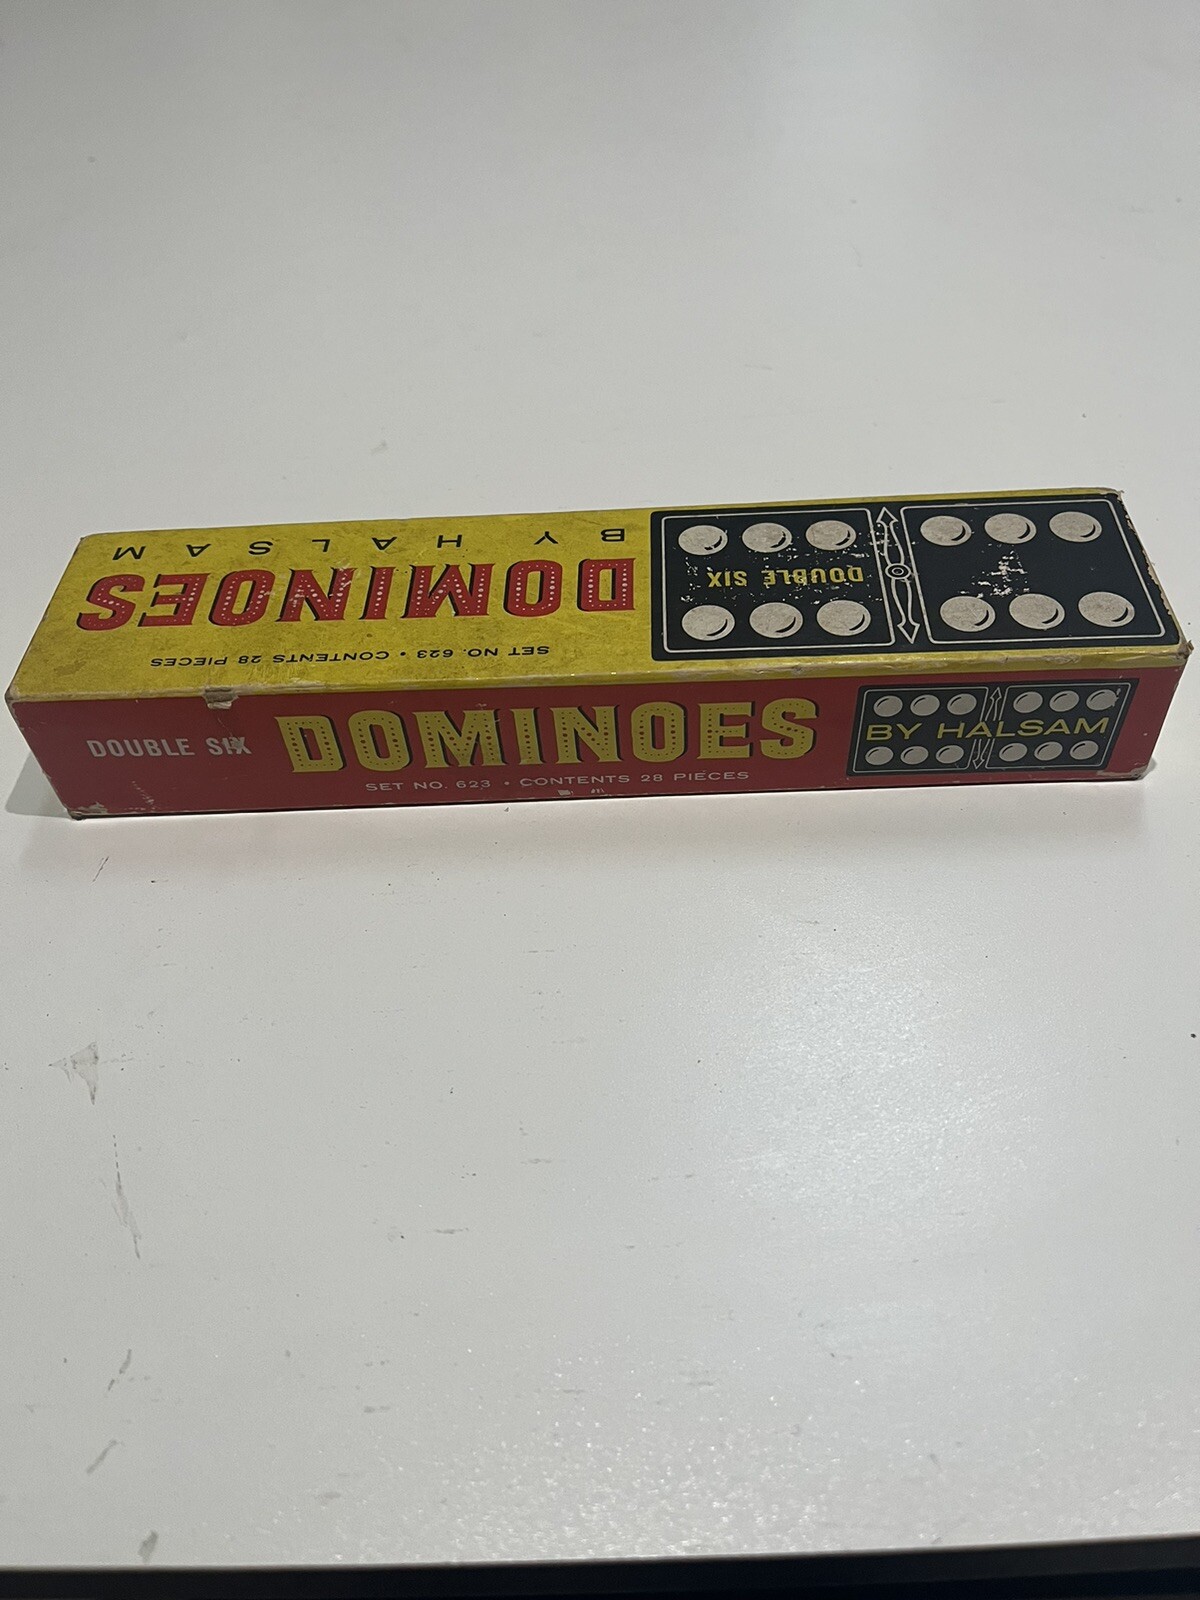 BY HALSAM
DOMINOES
SET NO. 623 • CONTENTS 28 PIECES
DOUBLE SIX
DOUBLE SIX
DOMINOES
SET NO. 623 • CONTENTS 28 PIECES
BY HALSAM